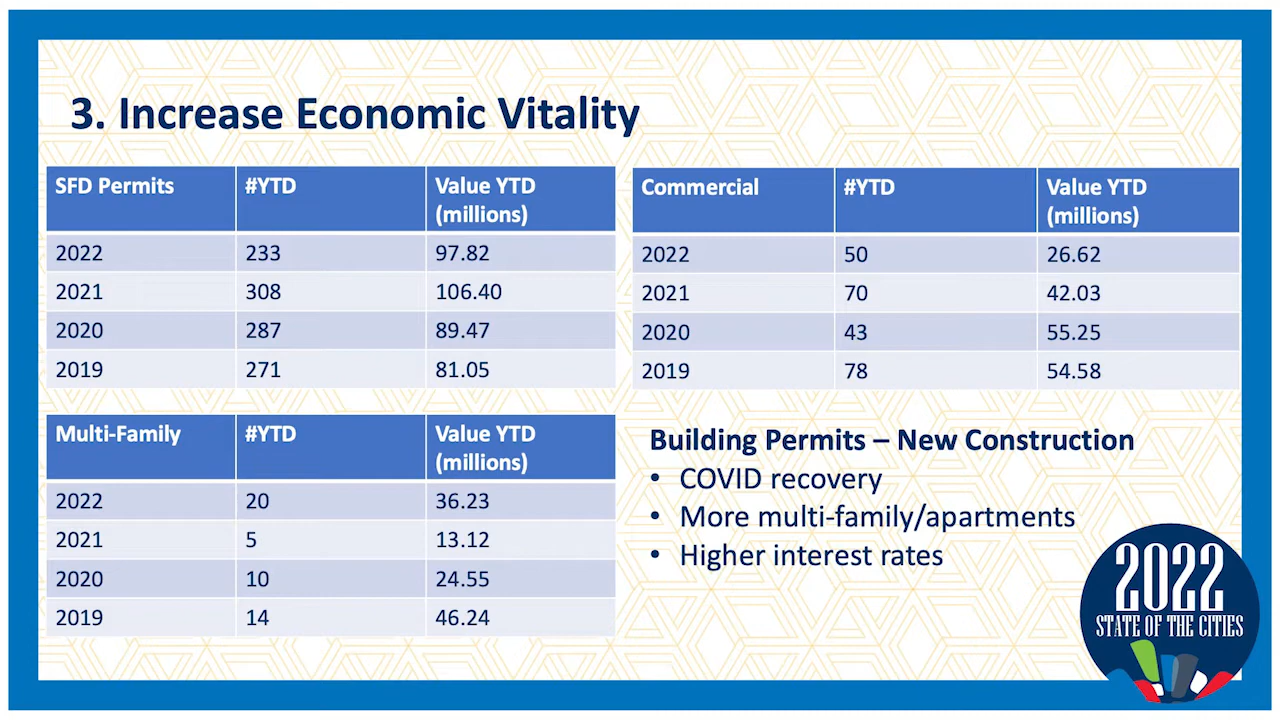 3. Increase Economic Vitality
SFD Permits #YTD Value YTD (millions)
2022 233 97.82
2021 308 106.40
2020 287 89.47
2019 271 81.05
Commercial #YTD Value YTD (millions)
2022 50 26.62
2021 70 42.03
2020 43 55.25
2019 78 54.58
Multi-Family #YTD Value YTD (millions)
2022 20 36.23
2021 5 13.12
2020 10 24.55
2019 14 46.24
Building Permits – New Construction
• COVID recovery
• More multi-family/apartments
• Higher interest rates
2022
STATE OF THE CITIES